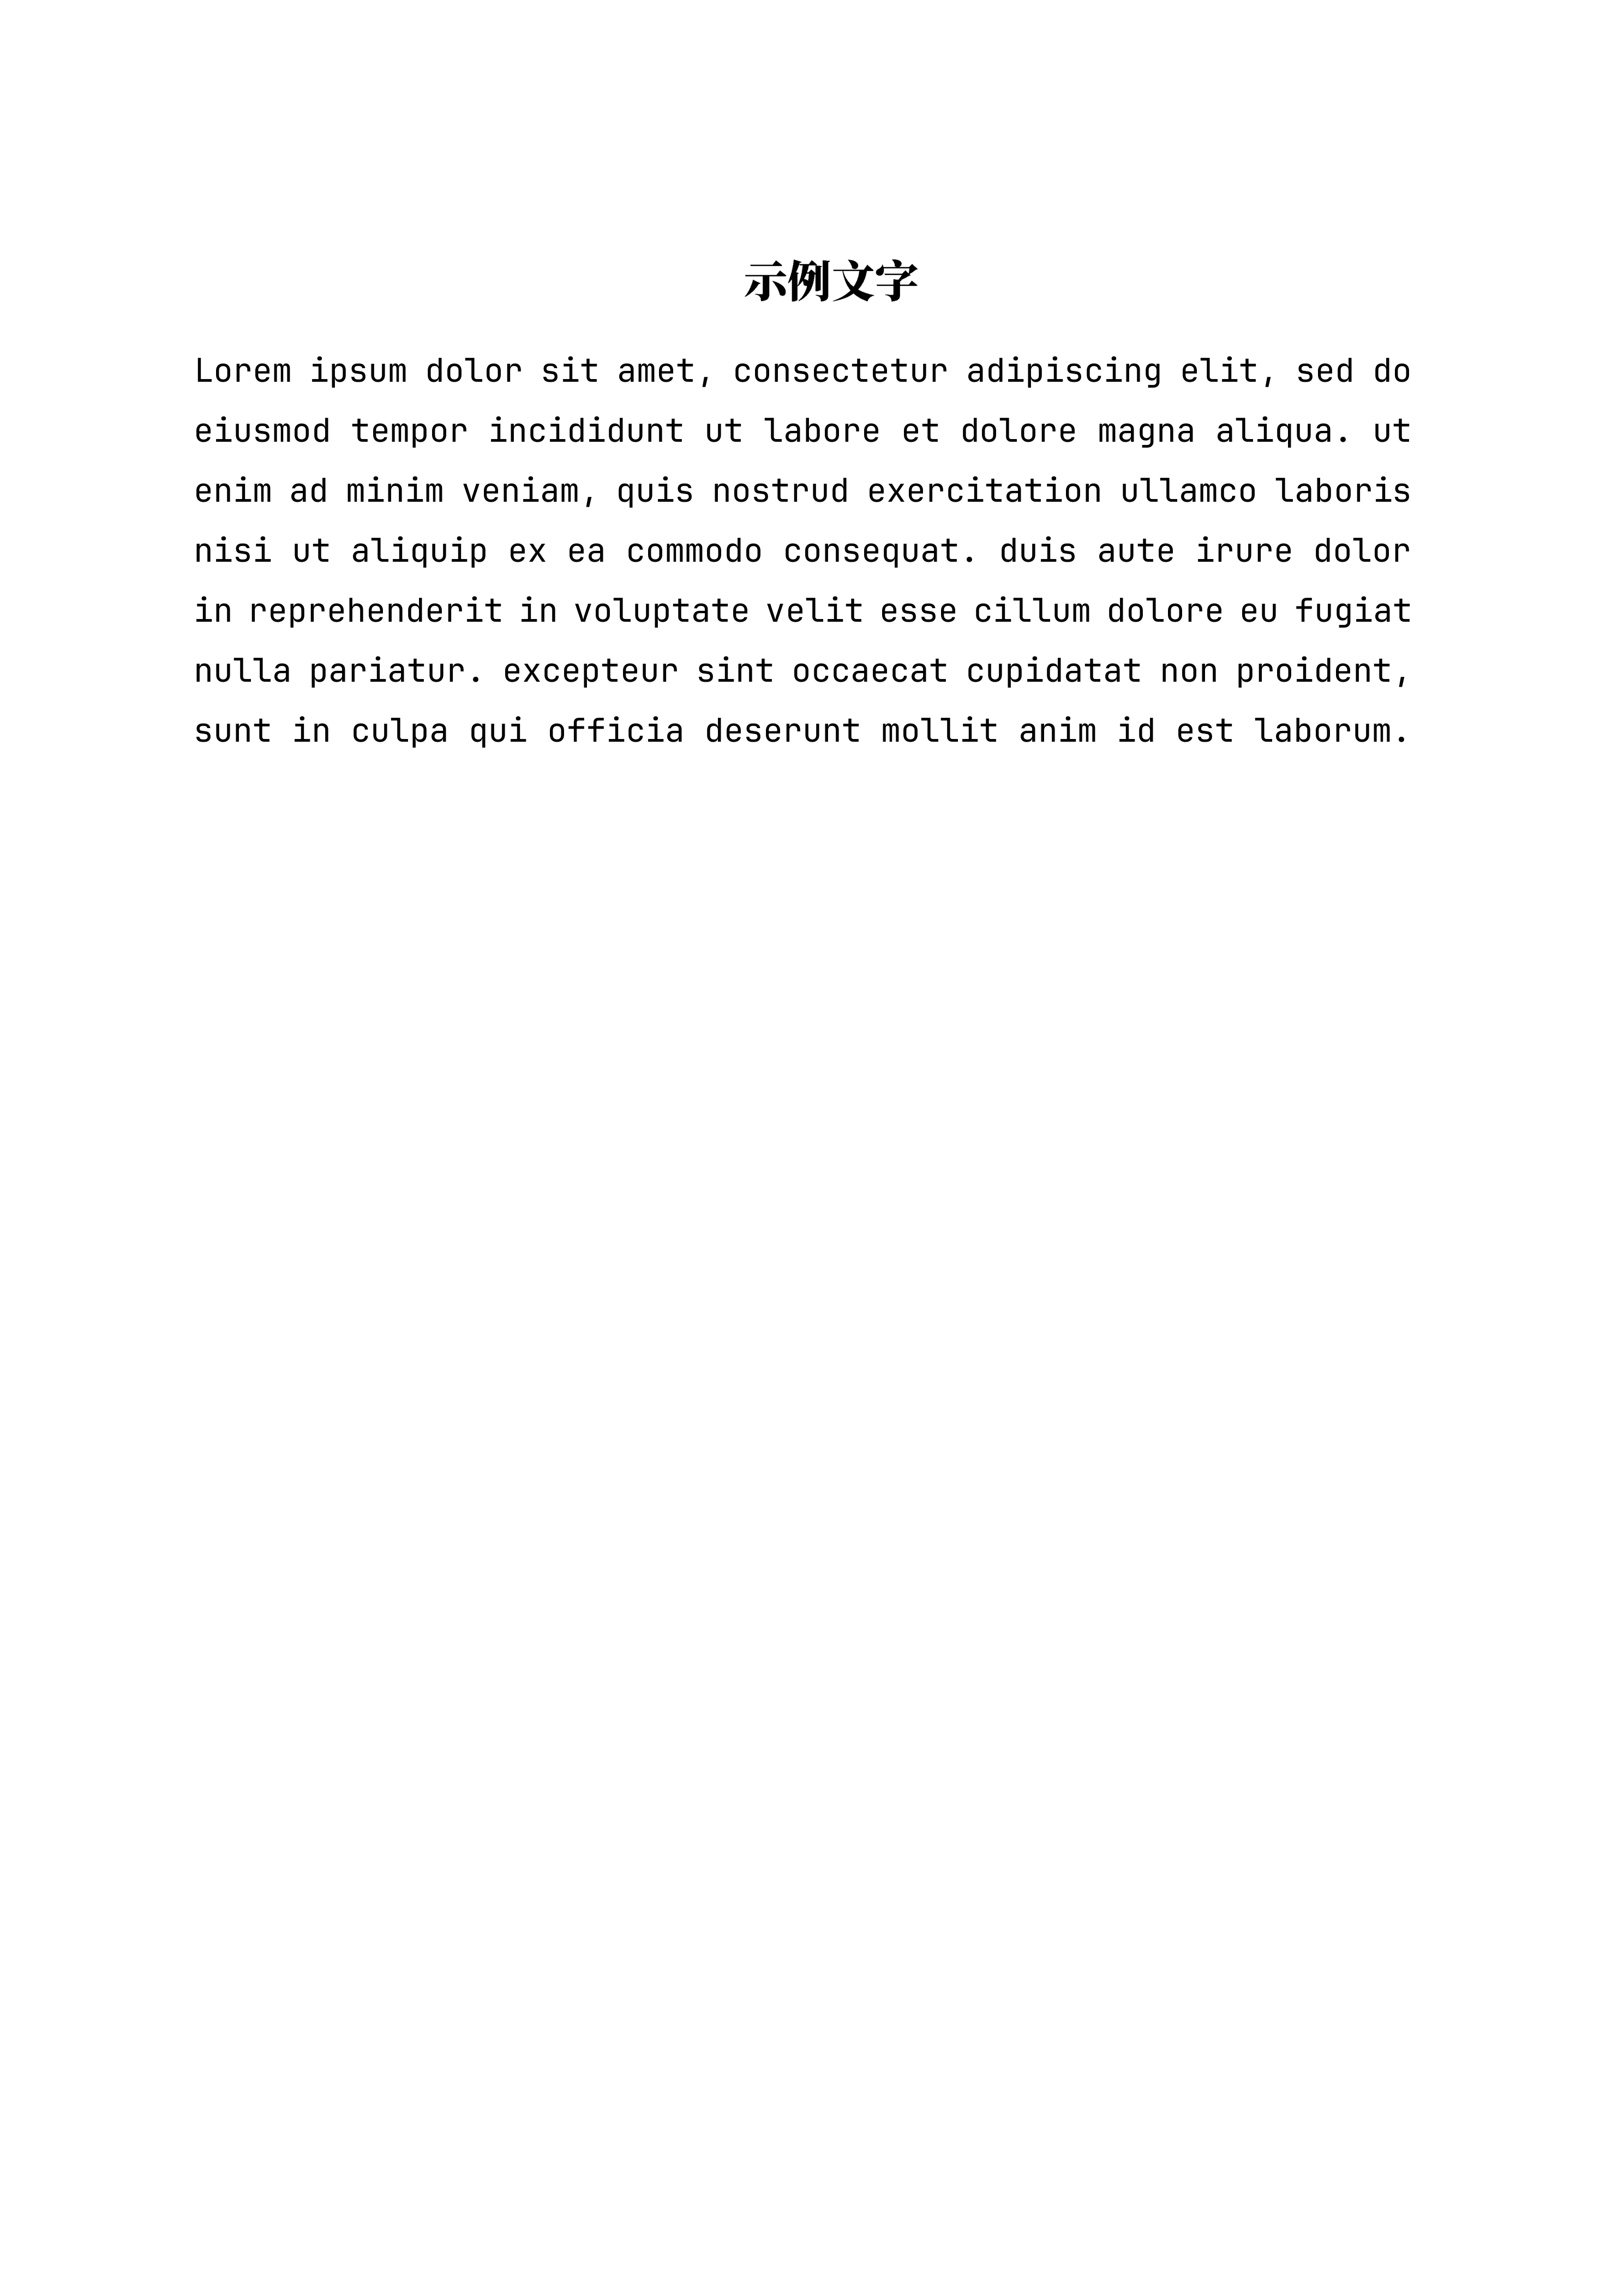 示例文字
Lorem ipsum dolor sit amet, consectetur adipiscing elit, sed do
eiusmod tempor incididunt ut labore et dolore magna aliqua. ut
enim ad minim veniam, quis nostrud exercitation ullamco laboris
nisi ut aliquip ex ea commodo consequat. duis aute irure dolor
in reprehenderit in voluptate velit esse cillum dolore eu fugiat
nulla pariatur. excepteur sint occaecat cupidatat non proident,
sunt in culpa qui officia deserunt mollit anim id est laborum.